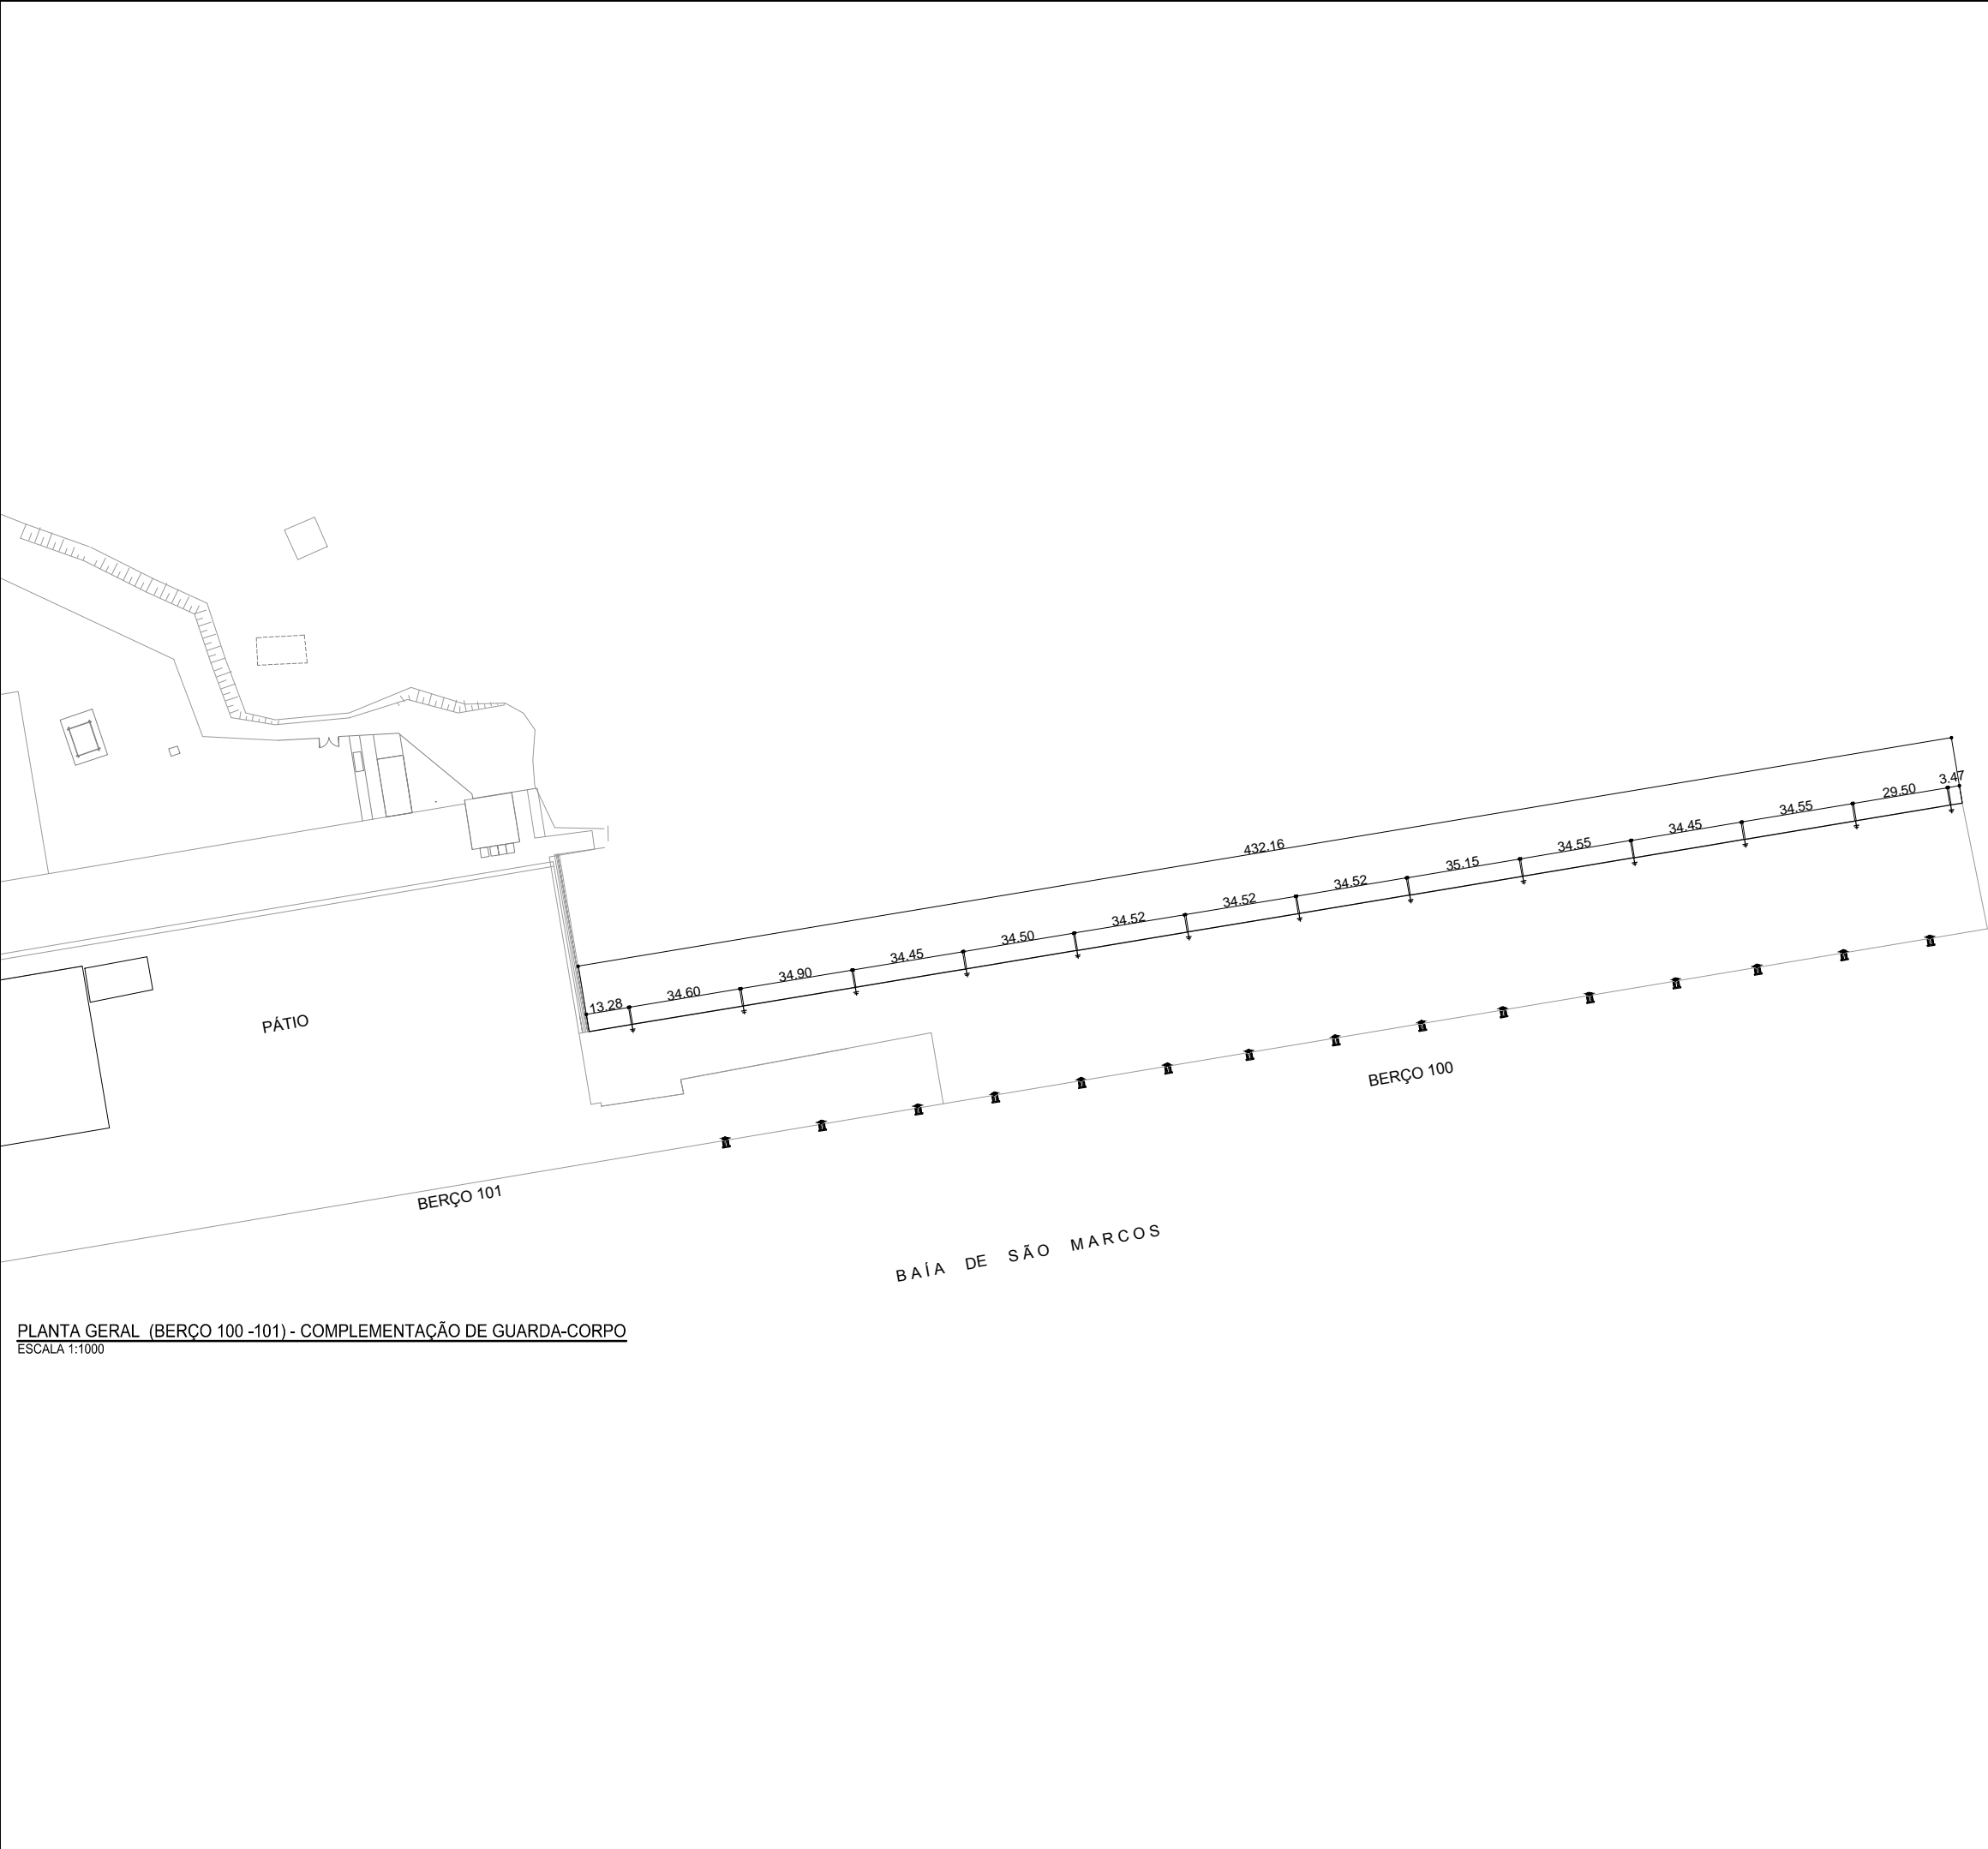 3.47
29.50
34.55
34.45
34.55
432.16
35.15
34.52
34.52
34.52
34.50
34.45
34.90
34.60
13.28
PÁTIO
BERÇO 100
BERÇO 101
BAÍA DE SÃO MARCOS
PLANTA GERAL (BERÇO 100 -101) - COMPLEMENTAÇÃO DE GUARDA-CORPO
ESCALA 1:1000